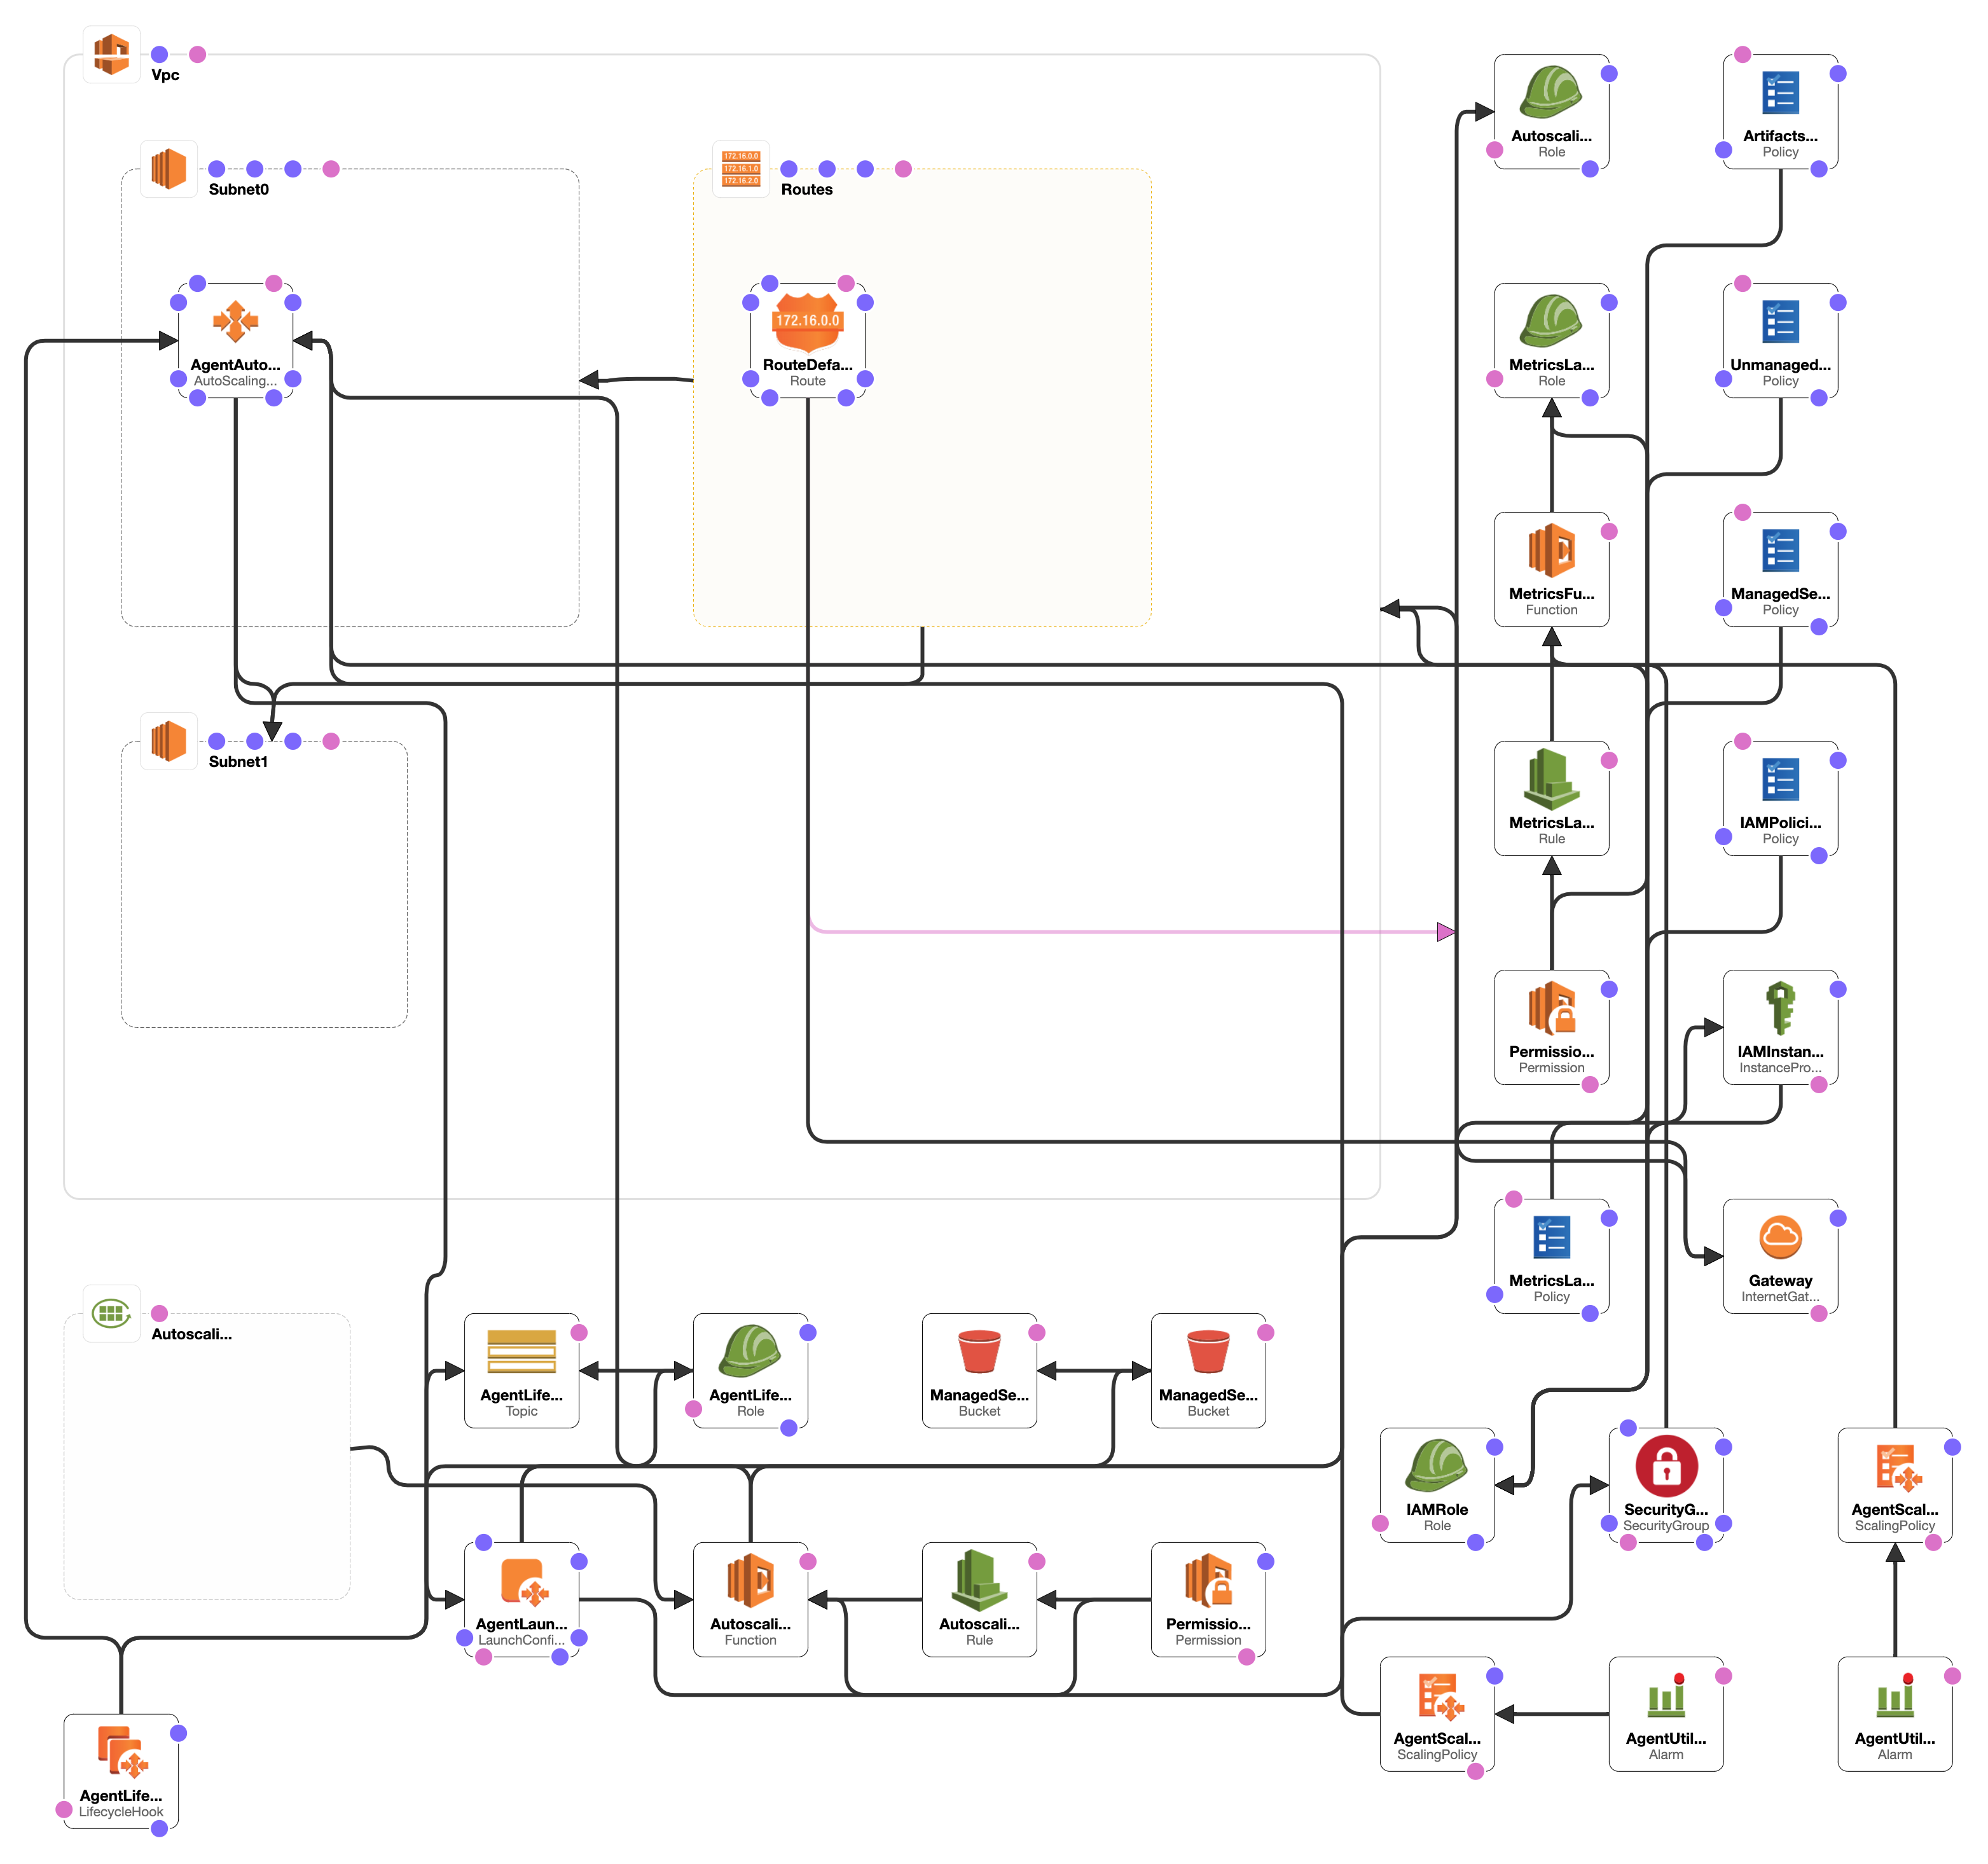 Vpc
Subnet0
172.16.0.0
172.16.1.0
172.16.2.0
Routes
AgentAuto...
AutoScaling...
172.16.0.0
RouteDefa...
Route
Subnet1
Autoscali...
Role
Artifacts...
Policy
MetricsLa...
Role
Unmanaged...
Policy
MetricsFu...
Function
ManagedSe...
Policy
MetricsLa...
Rule
IAMPolici...
Policy
Permissio...
Permission
IAMInstan...
InstancePro...
MetricsLa...
Policy
Gateway
InternetGat...
Autoscali...
AgentLife...
Topic
AgentLife...
Role
ManagedSe...
Bucket
ManagedSe...
Bucket
IAMRole
Role
SecurityG...
SecurityGroup
AgentScal...
ScalingPolicy
AgentLaun...
LaunchConfi...
Autoscali...
Function
Autoscali...
Rule
Permissio...
Permission
AgentScal...
ScalingPolicy
AgentUtil...
Alarm
AgentUtil...
Alarm
AgentLife...
LifecycleHook